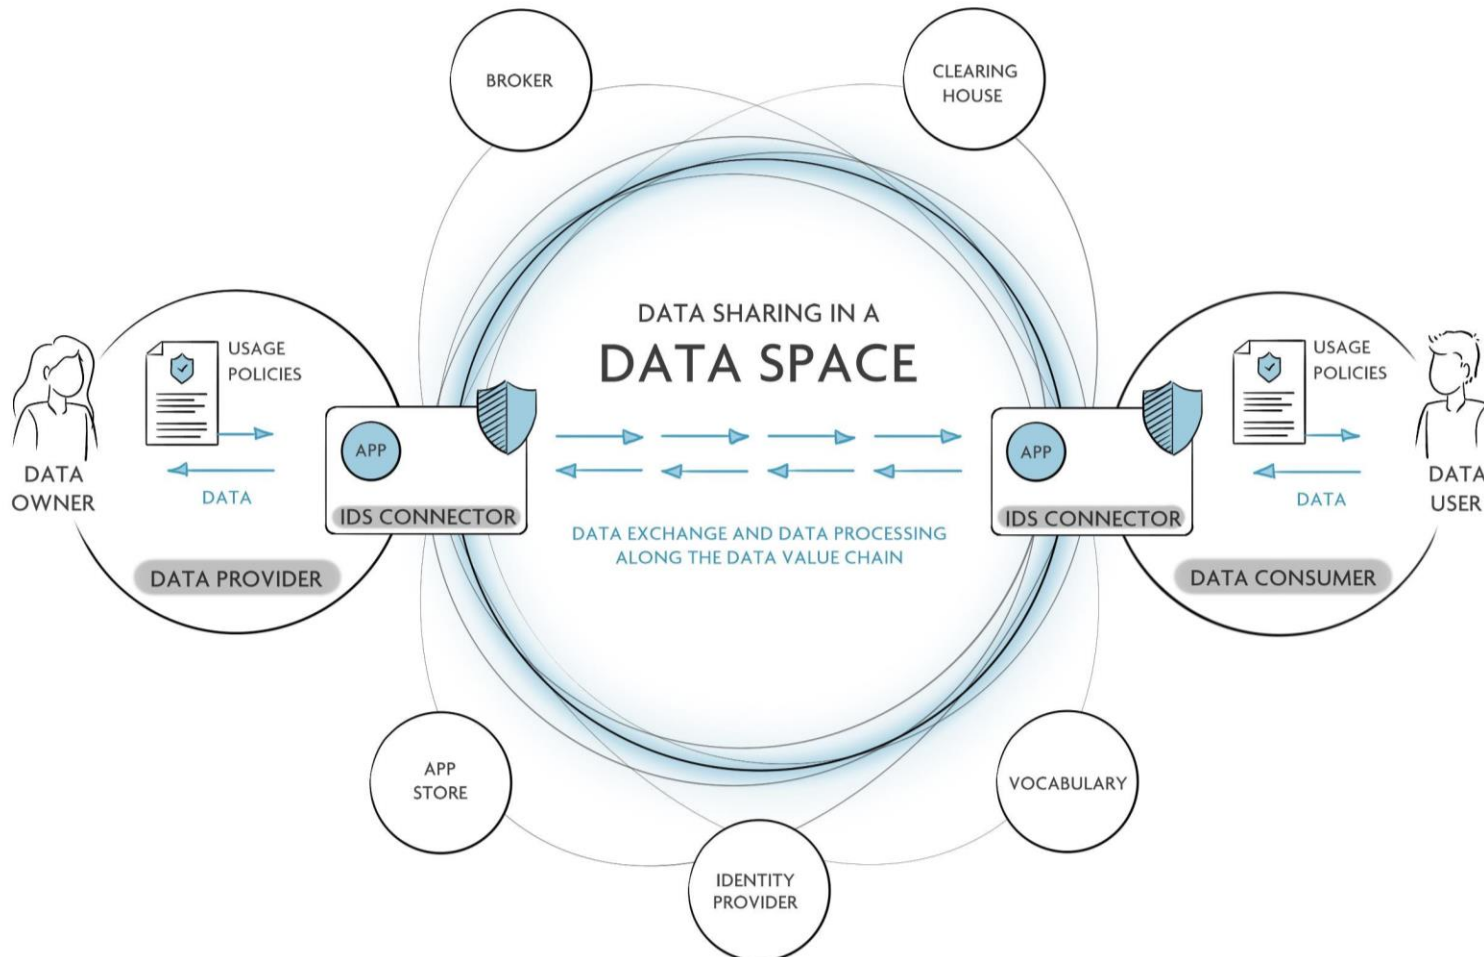 BROKER
CLEARING
HOUSE
DATA SHARING IN A
DATA SPACE
USAGE
POLICIES
DATA
OWNER
DATA
APP
IDS CONNECTOR
DATA PROVIDER
DATA EXCHANGE AND DATA PROCESSING
ALONG THE DATA VALUE CHAIN
APP
IDS CONNECTOR
USAGE
POLICIES
DATA
USER
DATA
DATA CONSUMER
APP
STORE
IDENTITY
PROVIDER
VOCABULARY